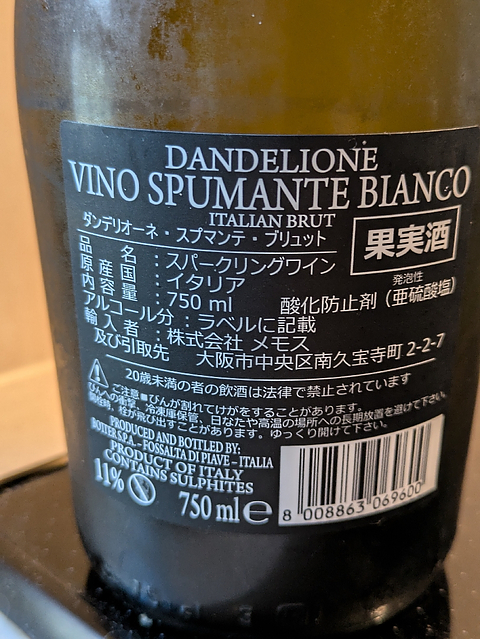 DANDELIONE
VINO SPUMANTE BIANCO
ITALIAN BRUT
ダンデリオーネ・スプマンテ・ブリュット
果実酒
発泡性
品名：スパークリングワイン
原産国：イタリア
内容量：750 ml 酸化防止剤（亜硫酸塩）
アルコール分：ラベルに記載
輸入者：株式会社 メモス
及び引取先 大阪市中央区南久宝寺町 2-2-7
20歳未満の者の飲酒は法律で禁止されています
ご注意■びんが割れてけがをすることがあります。
びんへの衝撃、冷凍庫保管、日なたや高温の場所への長期放置を避けて下さい。
開栓時、栓が飛び出すことがあります。ゆっくり開けて下さい。
PRODUCED AND BOTTLED BY:
BOTTER S.P.A. - FOSSALTA DI PIAVE - ITALIA
PRODUCT OF ITALY
CONTAINS SULPHITES
11% 750 ml e
8 008863 069600